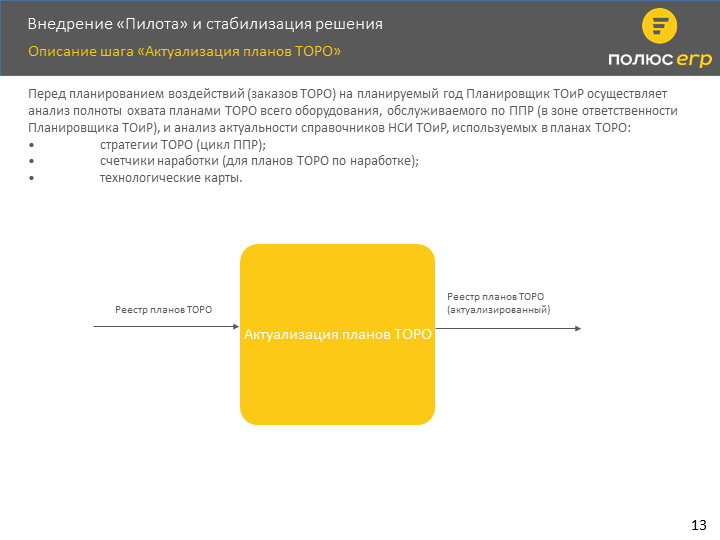 Внедрение «Пилота» и стабилизация решения
Описание шага «Актуализация планов ТОРО»
ПОЛЮС erp
Перед планированием воздействий (заказов ТОРО) на планируемый год Планировщик ТОиР осуществляет
анализ полноты охвата планами ТОРО всего оборудования, обслуживаемого по ППР (в зоне ответственности
Планировщика ТОиР), и анализ актуальности справочников НСИ ТОиР, используемых в планах ТОРО:
• стратегии ТОРО (цикл ППР);
• счетчики наработки (для планов ТОРО по наработке);
• технологические карты.
Реестр планов ТОРО
Актуализация планов ТОРО
Реестр планов ТОРО
(актуализированный)
13